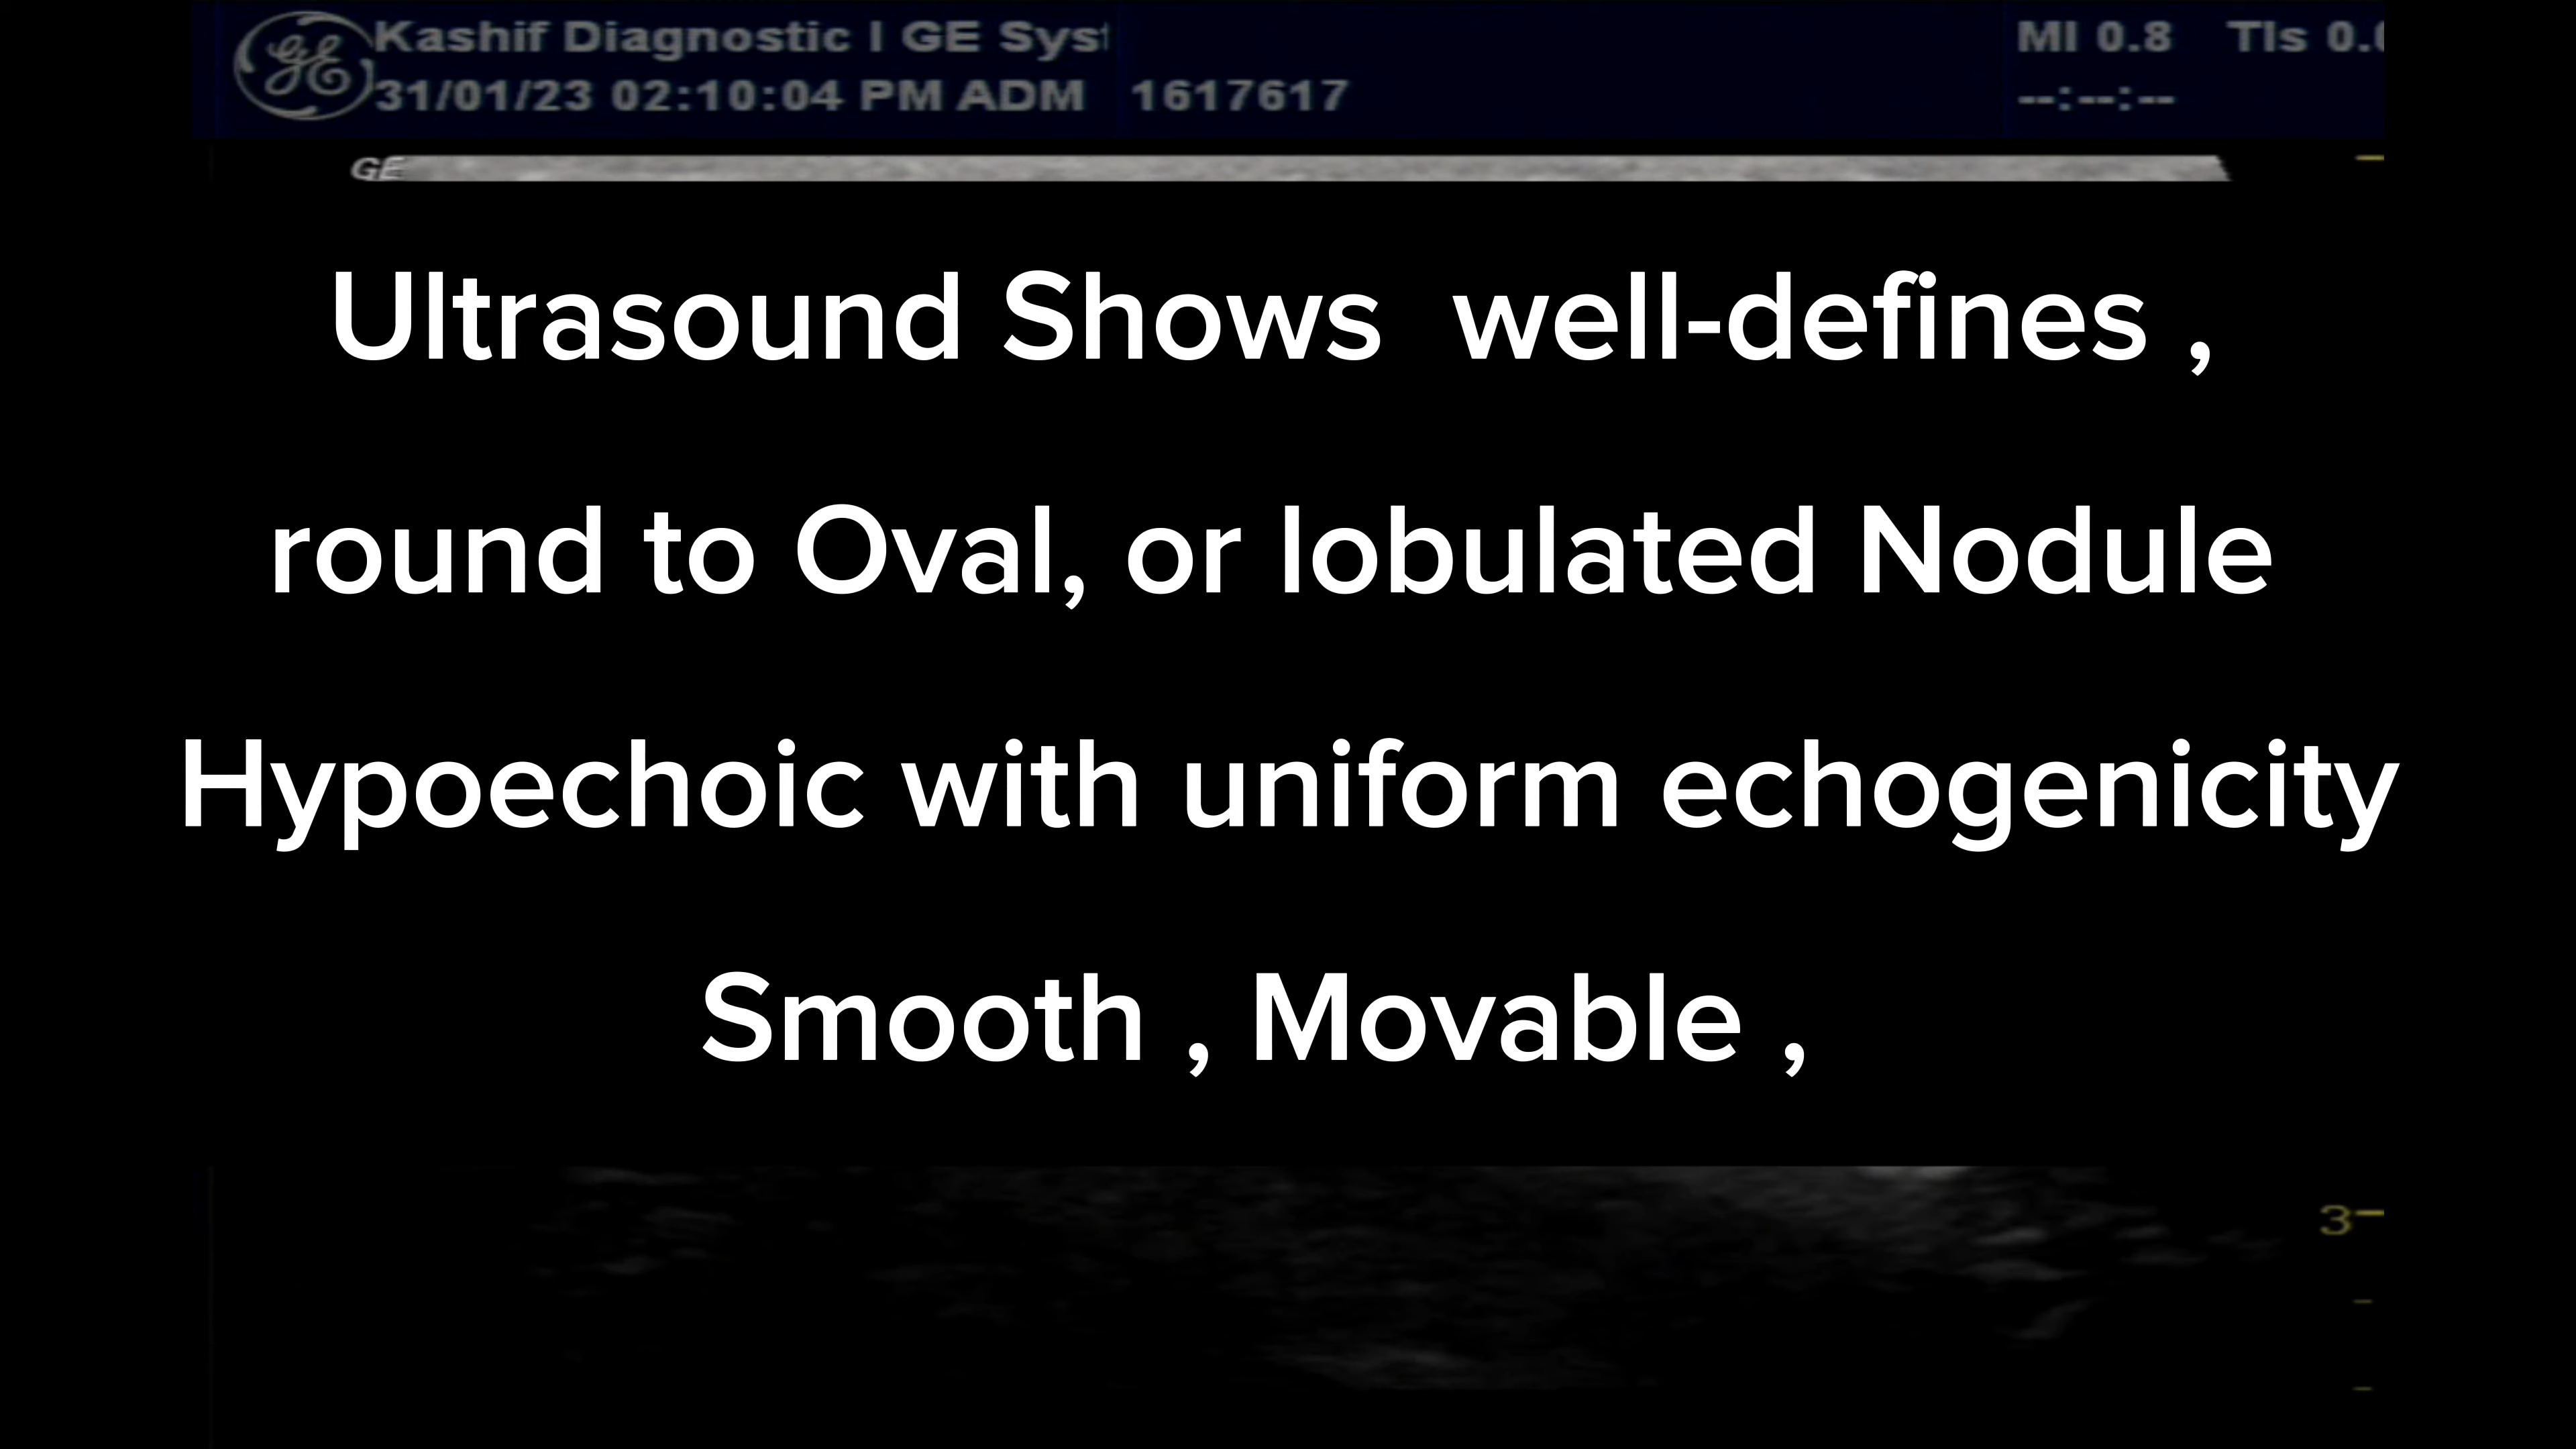 Kashif Diagnostic I GE Syst MI 0.8 TIs 0.
31/01/23 02:10:04 PM ADM 1617617 --:--:--
GE
Ultrasound Shows well-defines ,
round to Oval, or lobulated Nodule
Hypoechoic with uniform echogenicity
Smooth , Movable ,
3